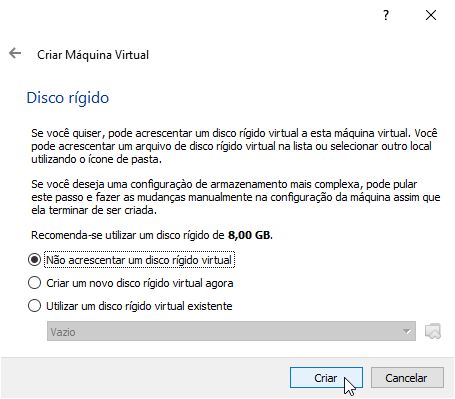 ?
Criar Máquina Virtual
Disco rígido
Se você quiser, pode acrescentar um disco rígido virtual a esta máquina virtual. Você
pode acrescentar um arquivo de disco rígido virtual na lista ou selecionar outro local
utilizando o ícone de pasta.
Se você deseja uma configuração de armazenamento mais complexa, pode pular
este passo e fazer as mudanças manualmente na configuração da máquina assim que
ela terminar de ser criada.
Recomenda-se utilizar um disco rígido de 8,00 GB.
Não acrescentar um disco rígido virtual
Criar um novo disco rígido virtual agora
Utilizar um disco rígido virtual existente
Vazio
Criar
Cancelar